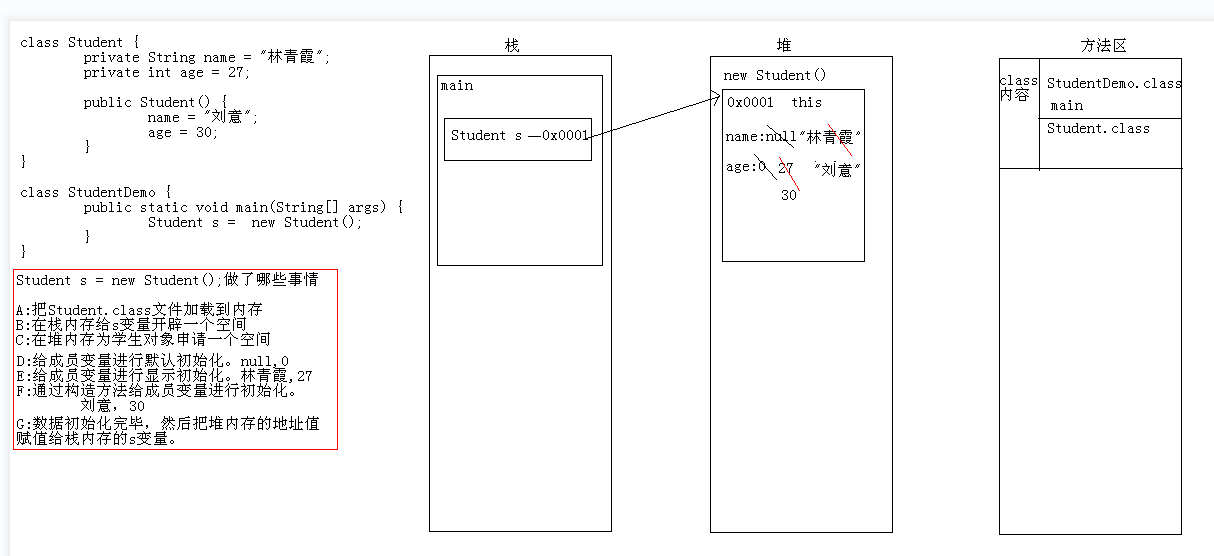 class Student {
private String name = "林青霞";
private int age = 27;
public Student() {
name = "刘意";
age = 30;
}
}
class StudentDemo {
public static void main(String[] args) {
Student s =  new Student();
}
}
Student s = new Student();做了哪些事情
A:把Student.class文件加载到内存
B:在栈内存给s变量开辟一个空间
C:在堆内存为学生对象申请一个空间
D:给成员变量进行默认初始化。null,0
E:给成员变量进行显示初始化。林青霞,27
F:通过构造方法给成员变量进行初始化。
刘意，30
G:数据初始化完毕，然后把堆内存的地址值
赋值给栈内存的s变量。
栈
main
Student s —0x0001
堆
new Student()
0x0001  this
name:null"林青霞"
age:0  27  "刘意"
30
方法区
class
内容
StudentDemo.class
main
Student.class